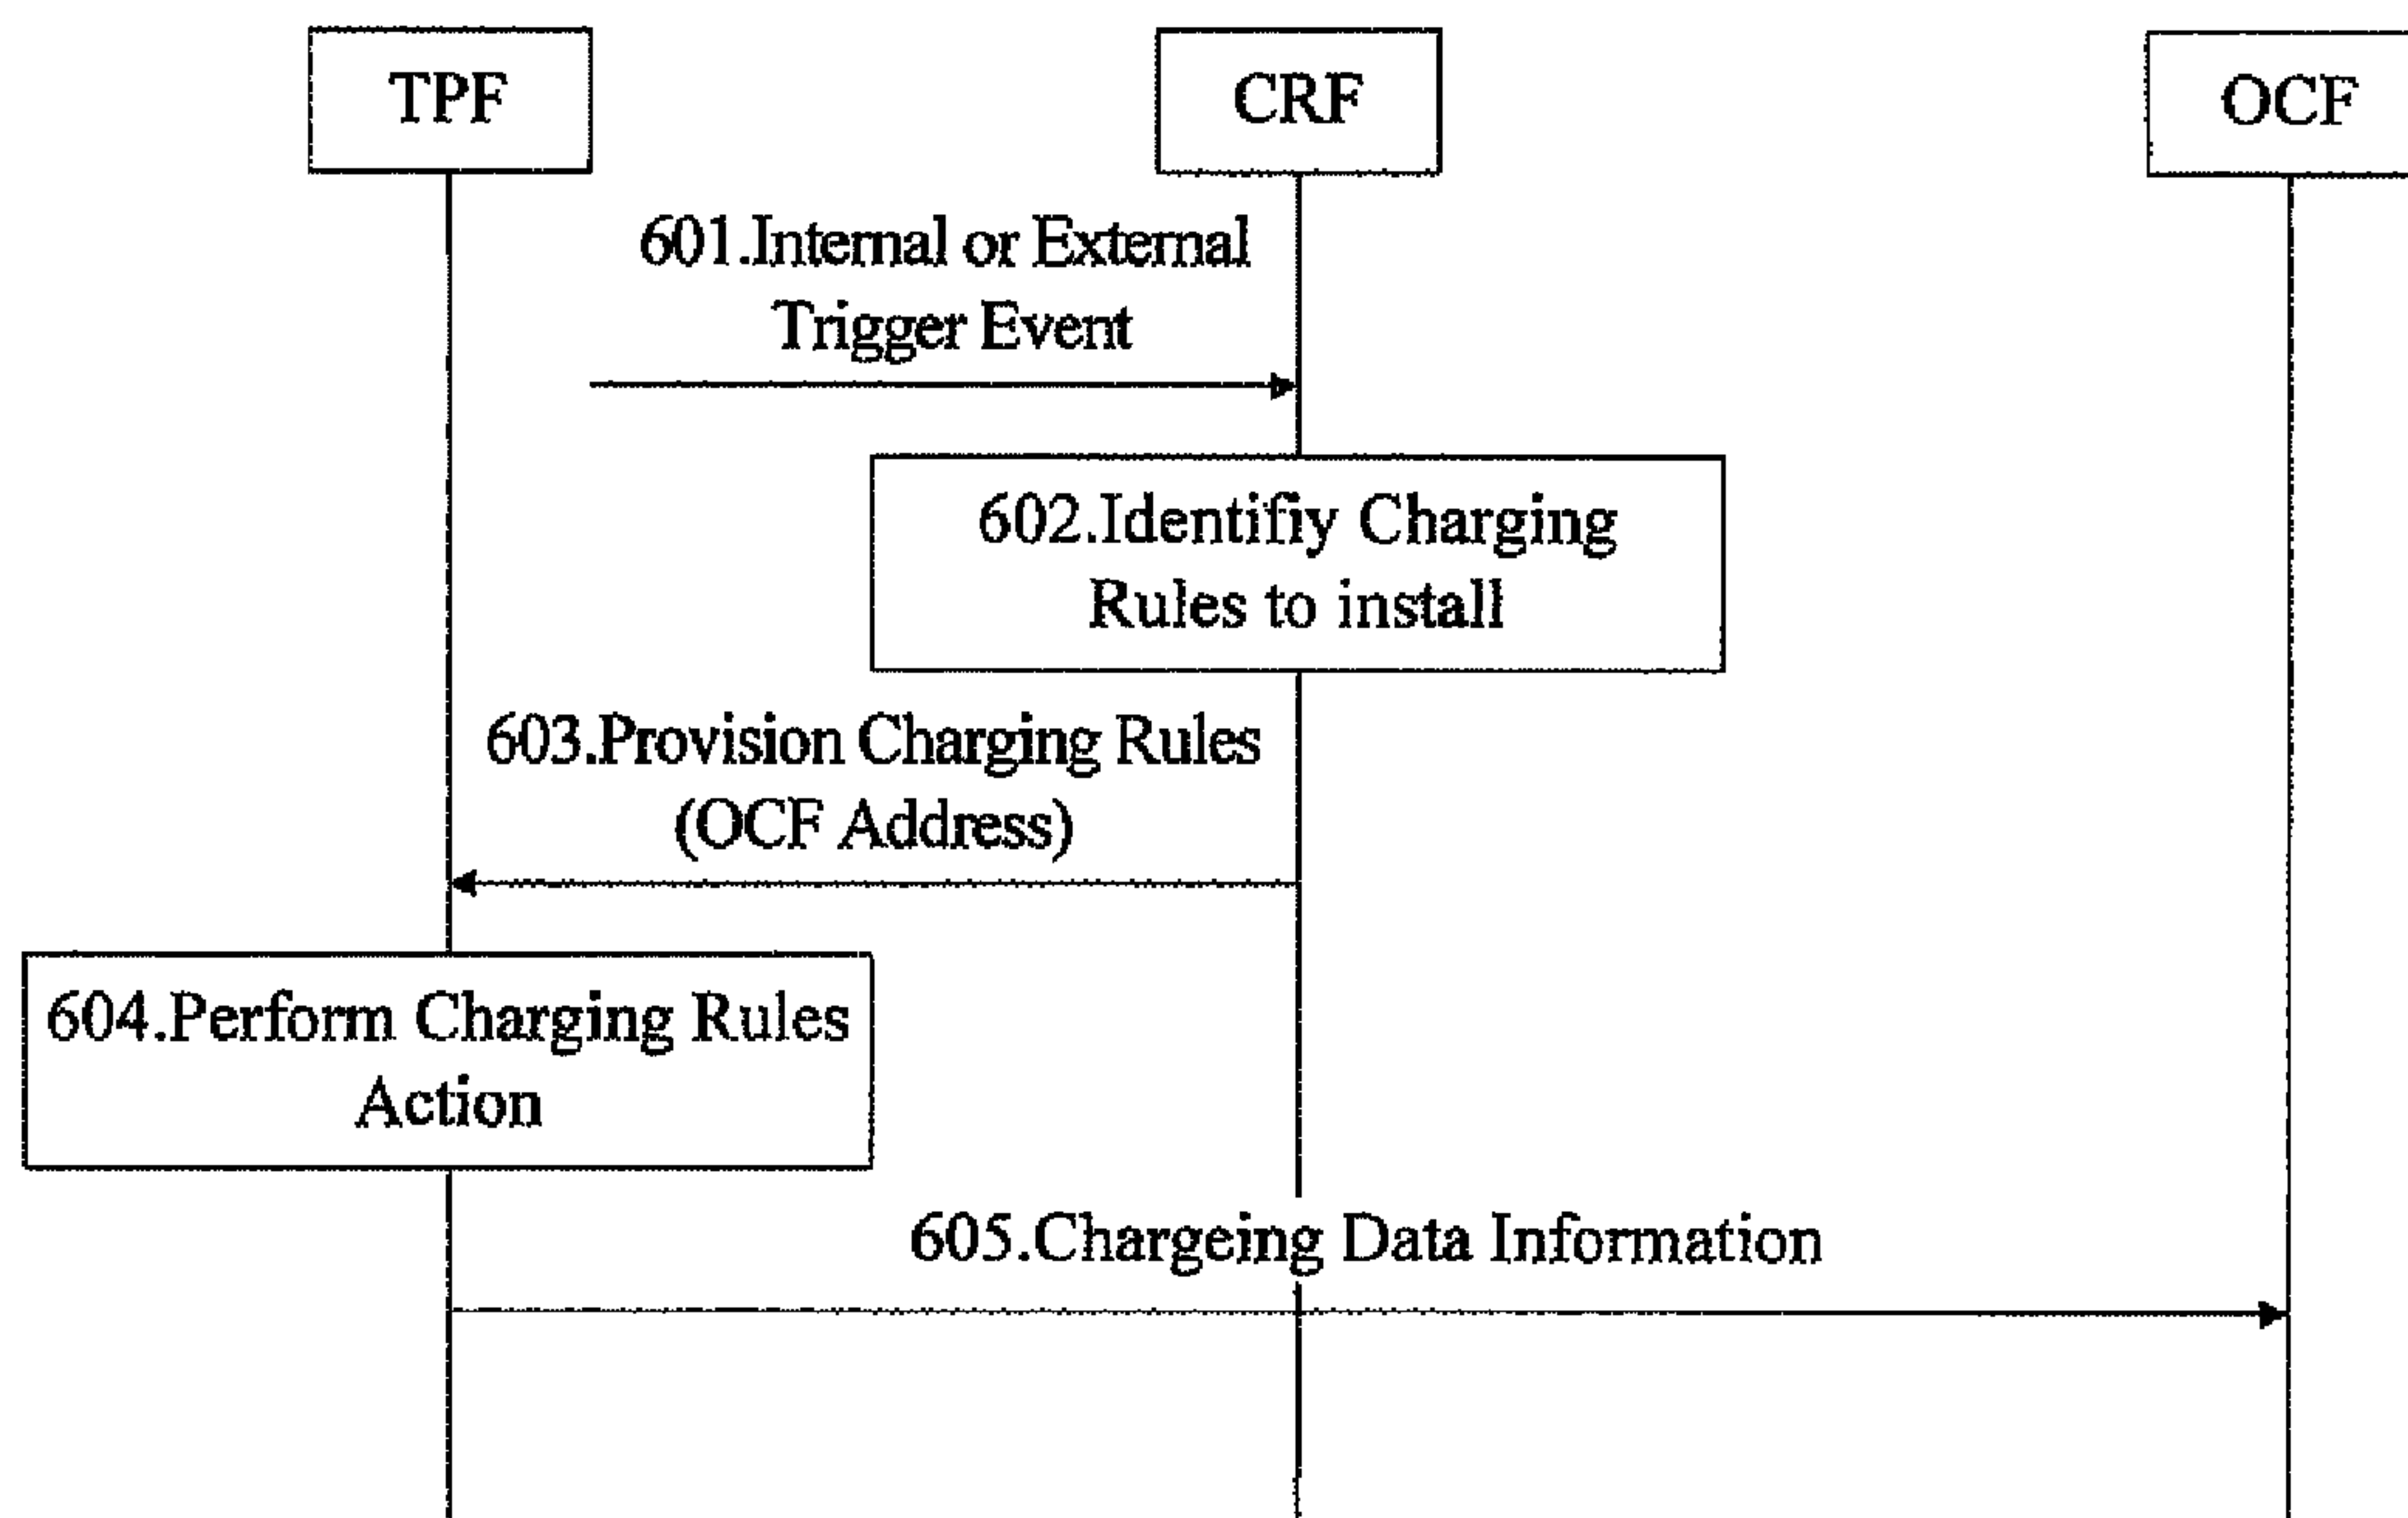 TPF
CRF
OCF
601.Internal or External
Trigger Event
602.Identifiy Charging
Rules to install
603.Provision Charging Rules
(OCF Address)
604.Perform Charging Rules
Action
605.Chargeing Data Information